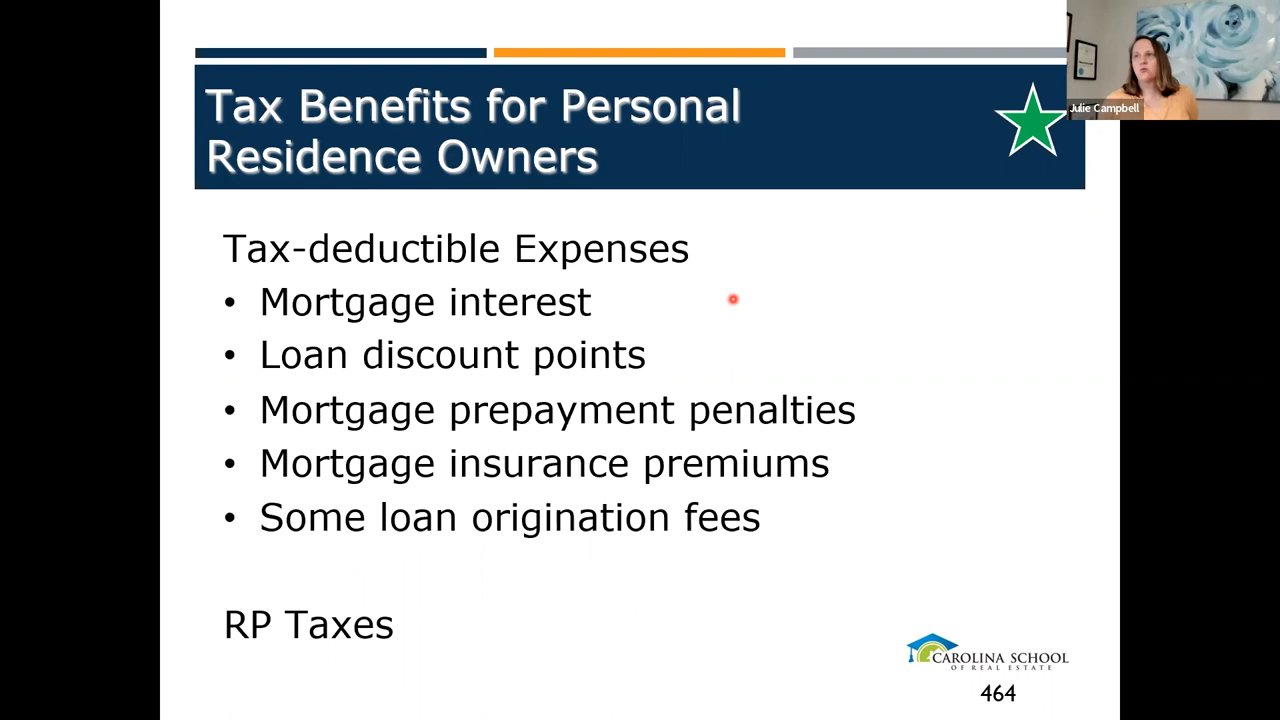 Tax Benefits for Personal
Residence Owners
Julie Campbell
Tax-deductible Expenses
• Mortgage interest
• Loan discount points
• Mortgage prepayment penalties
• Mortgage insurance premiums
• Some loan origination fees
RP Taxes
CAROLINA SCHOOL
OF REAL ESTATE
464